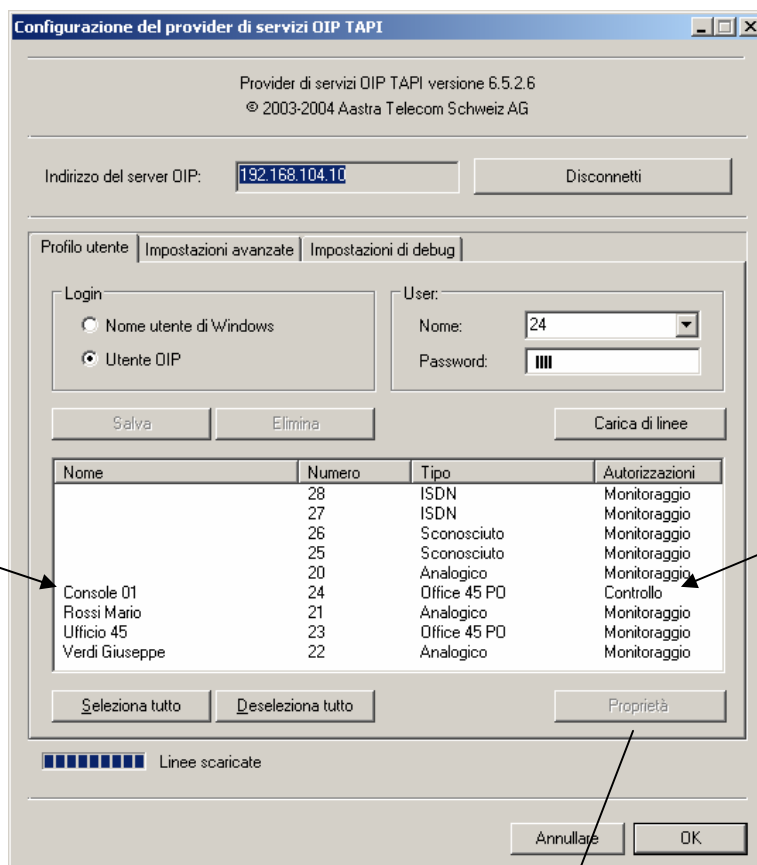 Configurazione del provider di servizi OIP TAPI
Provider di servizi OIP TAPI versione 6.5.2.6
© 2003-2004 Aastra Telecom Schweiz AG
Indirizzo del server OIP: 192.168.104.10 Disconnetti
Profilo utente Impostazioni avanzate Impostazioni di debug
Login User:
Nome utente di Windows Nome: 24
Utente OIP Password:
Salva Elimina Carica di linee
Nome Numero Tipo Autorizzazioni
28 ISDN Monitoraggio
27 ISDN Monitoraggio
26 Sconosciuto Monitoraggio
25 Sconosciuto Monitoraggio
20 Analogico Monitoraggio
Console 01 24 Office 45 PO Controllo
Rossi Mario 21 Analogico Monitoraggio
Ufficio 45 23 Office 45 PO Monitoraggio
Verdi Giuseppe 22 Analogico Monitoraggio
Seleziona tutto Deseleziona tutto Proprietà
Linee scaricate
Annullare OK